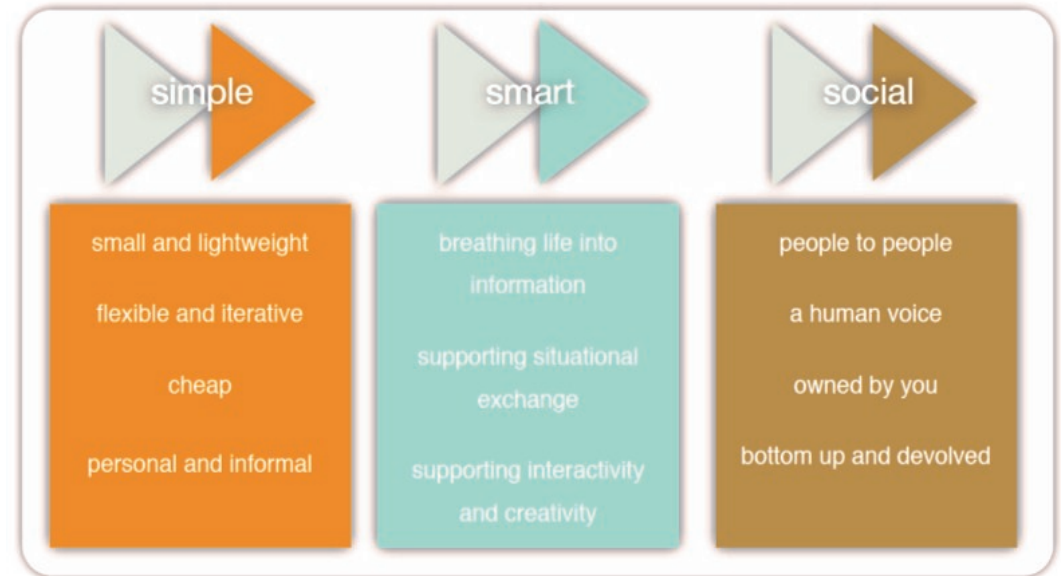 simple
small and lightweight
flexible and iterative
cheap
personal and informal
smart
breathing life into
information
supporting situational
exchange
supporting interactivity
and creativity
social
people to people
a human voice
owned by you
bottom up and devolved